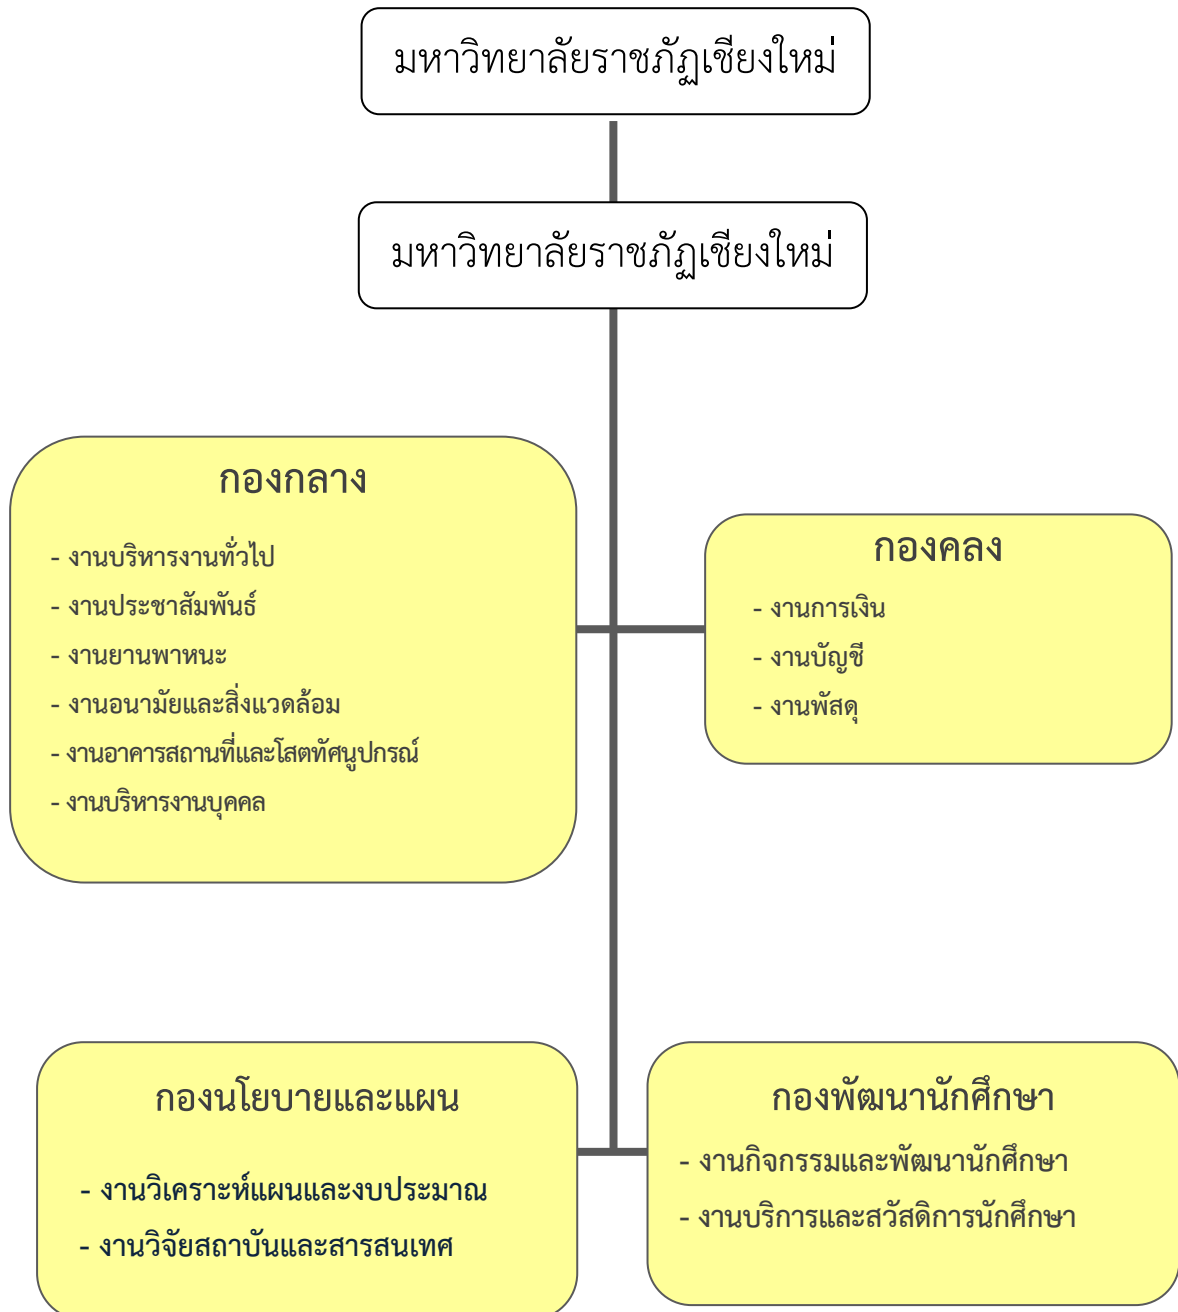 มหาวิทยาลัยราชภัฏเชียงใหม่
มหาวิทยาลัยราชภัฏเชียงใหม่
กองกลาง
- งานบริหารงานทั่วไป
- งานประชาสัมพันธ์
- งานยานพาหนะ
- งานอนามัยและสิ่งแวดล้อม
- งานอาคารสถานที่และโสตทัศนูปกรณ์
- งานบริหารงานบุคคล
กองคลัง
- งานการเงิน
- งานบัญชี
- งานพัสดุ
กองนโยบายและแผน
- งานวิเคราะห์แผนและงบประมาณ
- งานวิจัยสถาบันและสารสนเทศ
กองพัฒนานักศึกษา
- งานกิจกรรมและพัฒนานักศึกษา
- งานบริการและสวัสดิการนักศึกษา